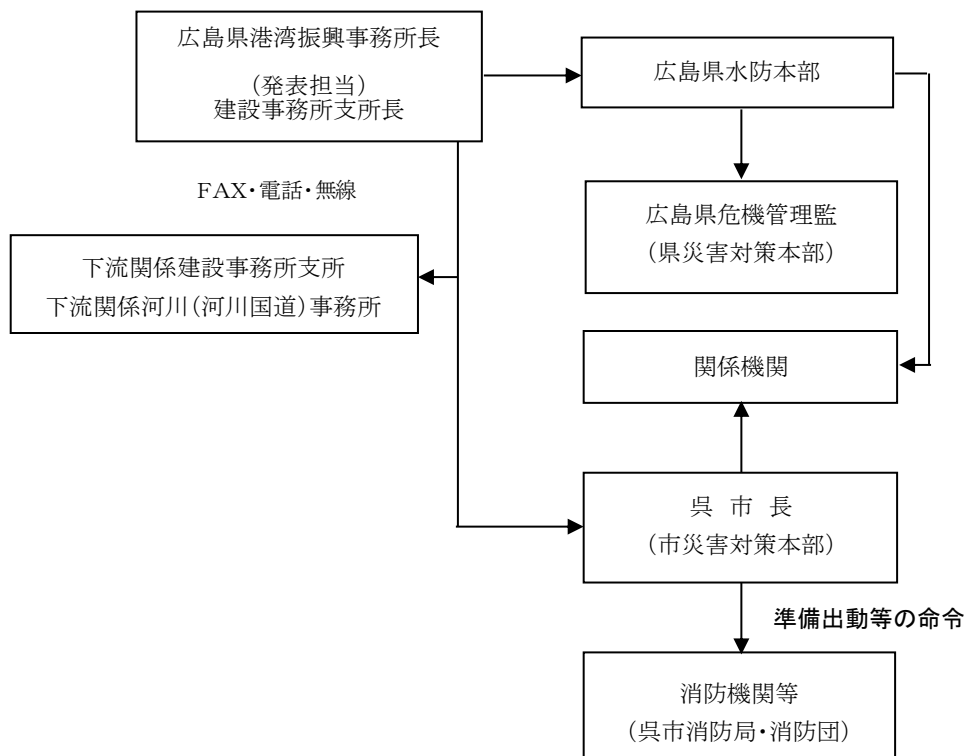 広島県港湾振興事務所長
(発表担当)
建設事務所支所長
広島県水防本部
FAX・電話・無線
広島県危機管理監
(県災害対策本部)
下流関係建設事務所支所
下流関係河川(河川国道)事務所
関係機関
呉 市 長
(市災害対策本部)
準備出動等の命令
消防機関等
(呉市消防局・消防団)